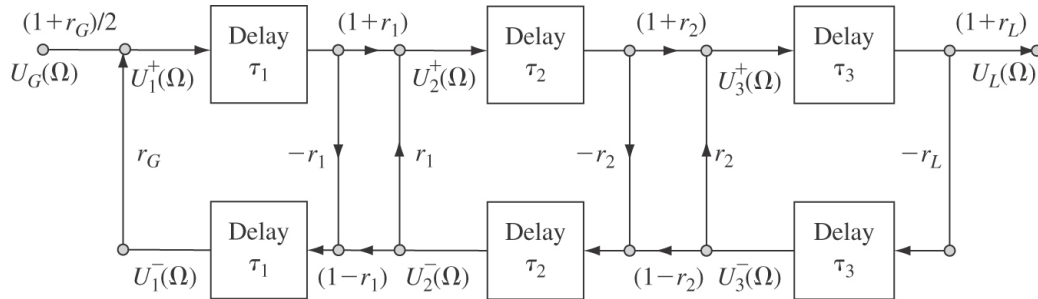 (1+r_G)/2
Delay
τ_1
(1+r_1)
Delay
τ_2
(1+r_2)
Delay
τ_3
(1+r_L)
U_G(Ω)
U_1^+(Ω)
U_2^+(Ω)
U_3^+(Ω)
U_L(Ω)
r_G
−r_1
r_1
−r_2
r_2
−r_L
Delay
τ_1
Delay
τ_2
Delay
τ_3
U_1^−(Ω)
(1−r_1)
U_2^−(Ω)
(1−r_2)
U_3^−(Ω)